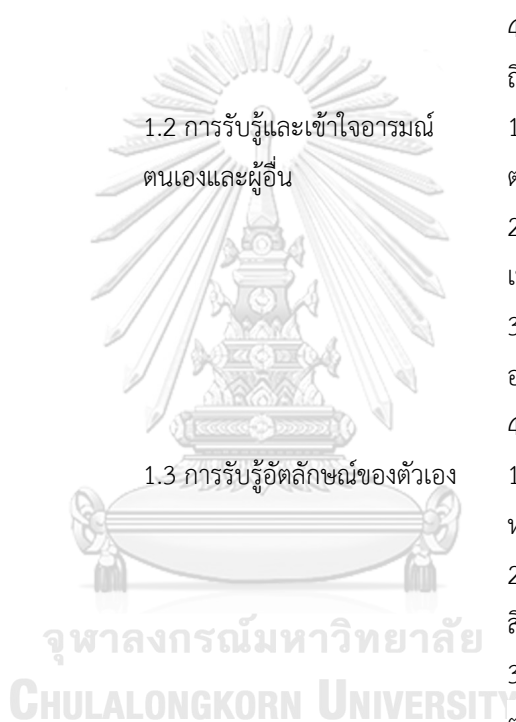 1.2 การรับรู้และเข้าใจอารมณ์
ตนเองและผู้อื่น
1.3 การรับรู้อัตลักษณ์ของตัวเอง
จุฬาลงกรณ์มหาวิทยาลัย
CHULALONGKORN UNIVERSITY